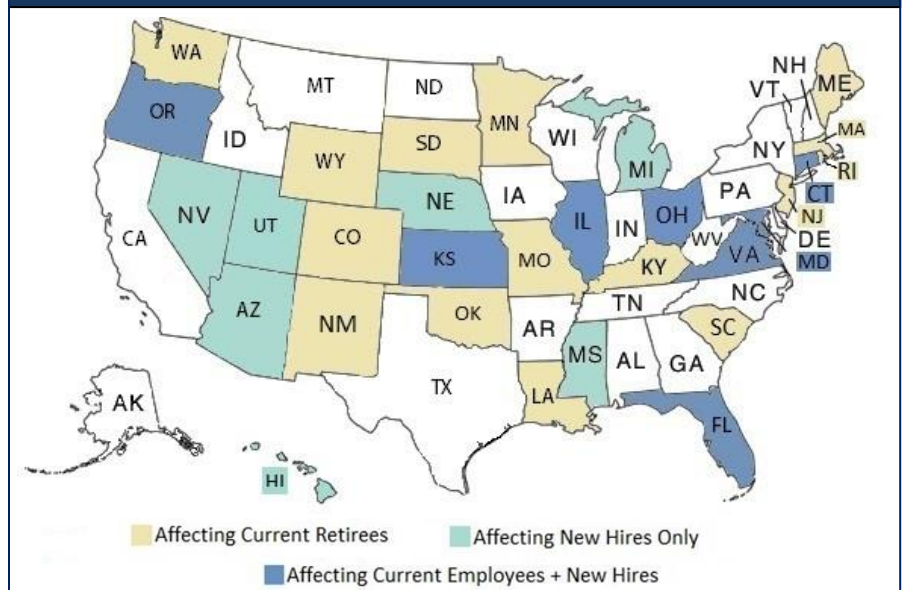 WA
MT
ND
MN
NH
VT
ME
OR
ID
SD
WI
MI
NY
MA
RI
WY
CT
NV
UT
NE
IA
PA
NJ
CA
CO
KS
IL
IN
OH
WV
VA
DE
MD
MO
KY
AZ
NM
OK
AR
TN
NC
SC
MS
AL
GA
TX
LA
FL
AK
HI
Affecting Current Retirees
Affecting New Hires Only
Affecting Current Employees + New Hires